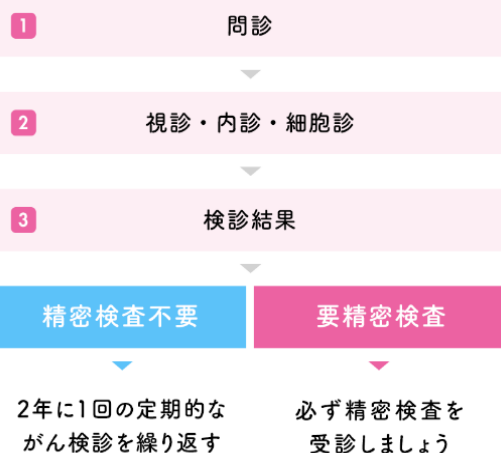 1 問診
2 視診・内診・細胞診
3 検診結果
精密検査不要
要精密検査
2年に1回の定期的な
がん検診を繰り返す
必ず精密検査を
受診しましょう